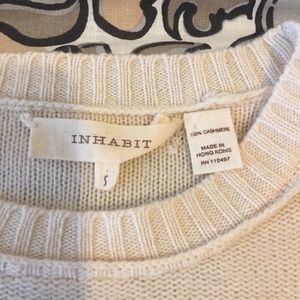 INHABIT
S
100% CASHMERE
MADE IN
HONG KONG
RN 110497